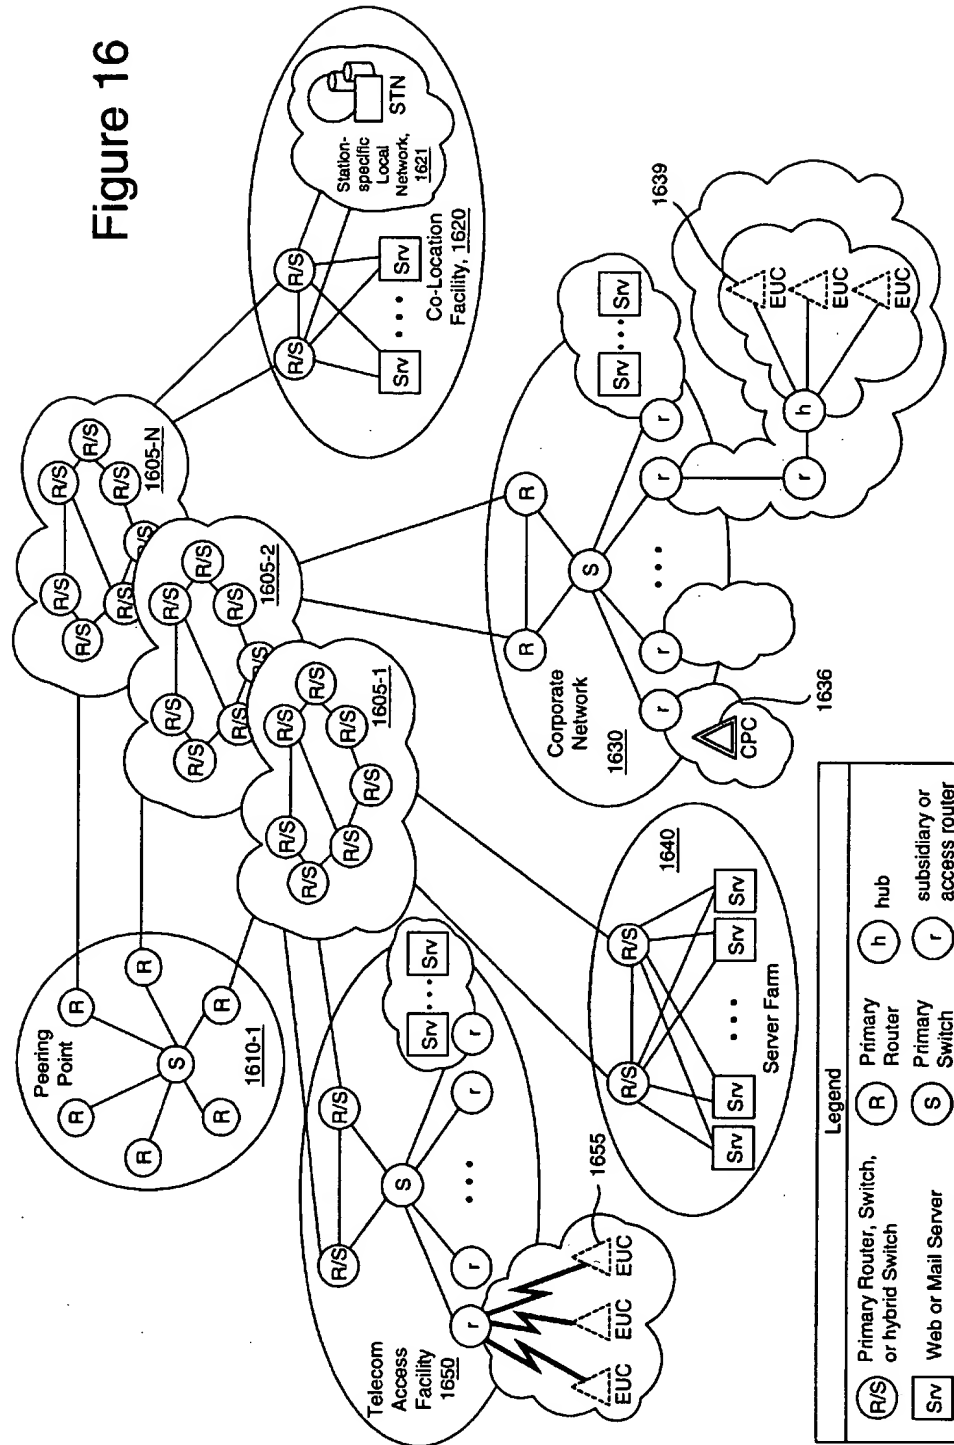 Figure 16
Peering
Point
R
R
R
R
R
R
S
1610-1
R/S
R/S
R/S
R/S
R/S
R/S
R/S
R/S
1605-N
R/S
R/S
R/S
R/S
R/S
R/S
R/S
R/S
1605-2
R/S
R/S
R/S
R/S
R/S
R/S
R/S
R/S
1605-1
R/S
R/S
Srv
• • • •
Srv
Co-Location
Facility, 1620
Station-
specific
Local
Network,
1621
STN
Telecom
Access
Facility
1650
R/S
R/S
S
r
r
• • •
r
r
Srv
Srv
EUC
EUC
EUC
1655
R/S
R/S
1640
Srv
Srv
• • • •
Srv
Srv
Server Farm
Corporate
Network
1630
R
R
S
r
r
• • •
r
r
Srv
Srv
CPC
1636
r
h
EUC
EUC
EUC
1639
Legend
R/S
Primary Router, Switch,
or hybrid Switch
R
Primary
Router
h
hub
Srv
Web or Mail Server
S
Primary
Switch
r
subsidiary or
access router